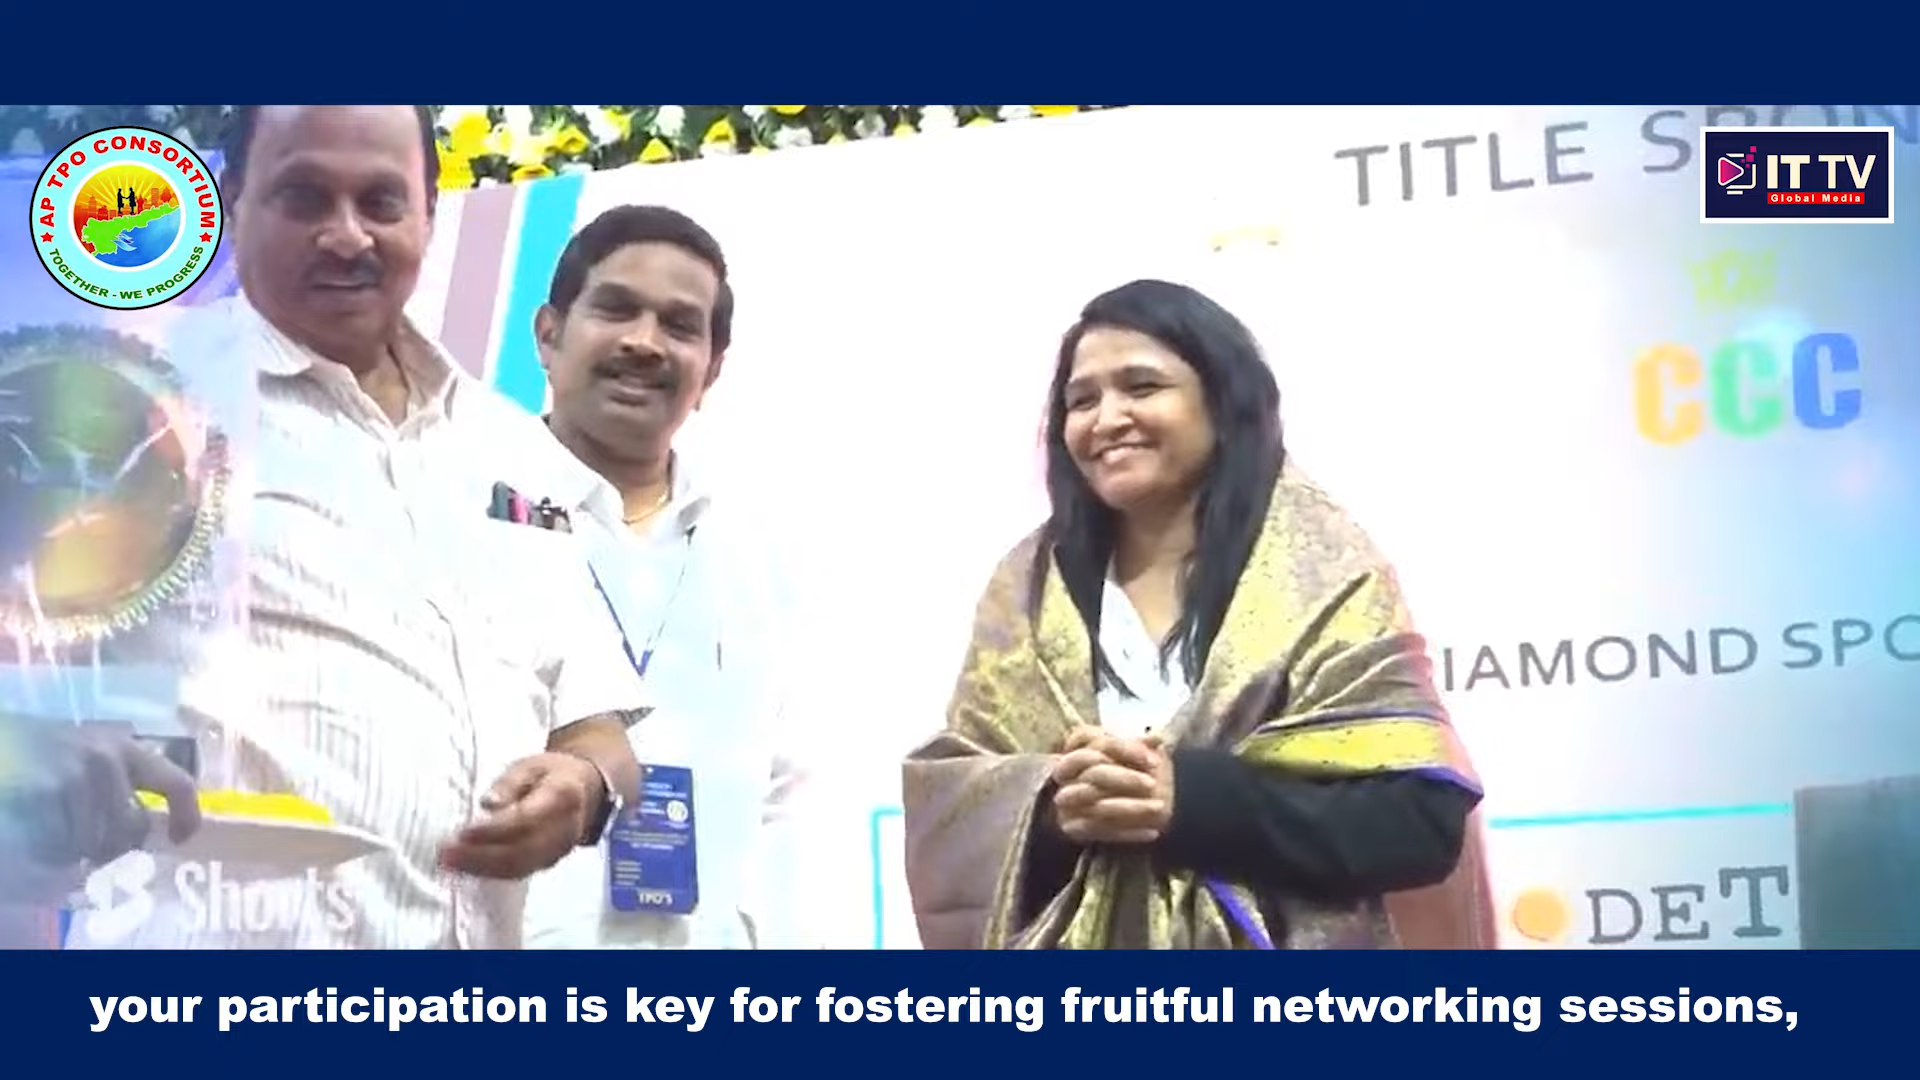 AP TPO CONSORTIUM
TOGETHER - WE PROGRESS
TITLE SPON
IT TV
Global Media
CCC
IAMOND SPO
DET
TPO'S
Shorts
your participation is key for fostering fruitful networking sessions,